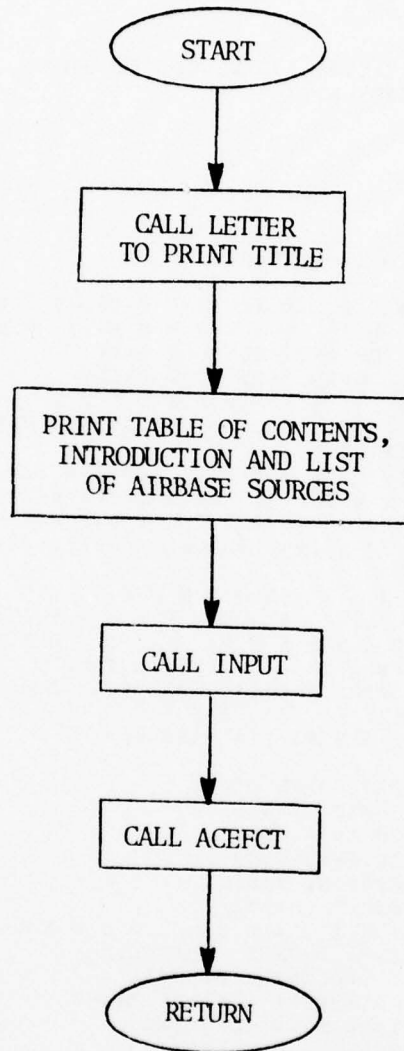 START
CALL LETTER
TO PRINT TITLE
PRINT TABLE OF CONTENTS,
INTRODUCTION AND LIST
OF AIRBASE SOURCES
CALL INPUT
CALL ACEFCT
RETURN